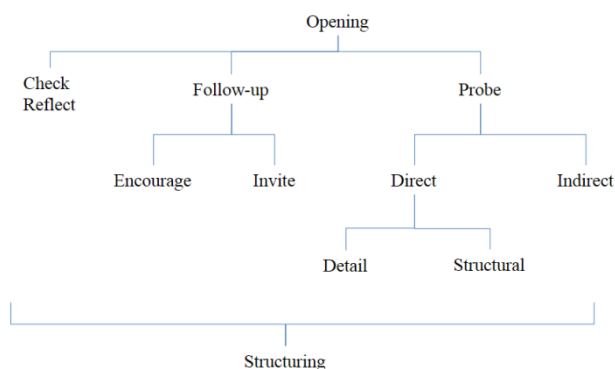 Opening
Check
Reflect
Follow-up
Probe
Encourage
Invite
Direct
Indirect
Detail
Structural
Structuring